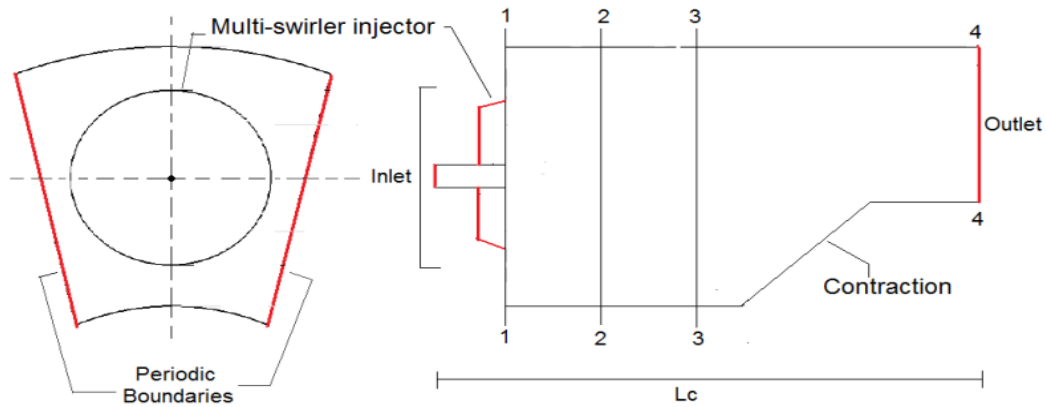 Multi-swirler injector
1
2
3
4
Inlet
Outlet
4
Contraction
1
2
3
Periodic
Boundaries
Lc